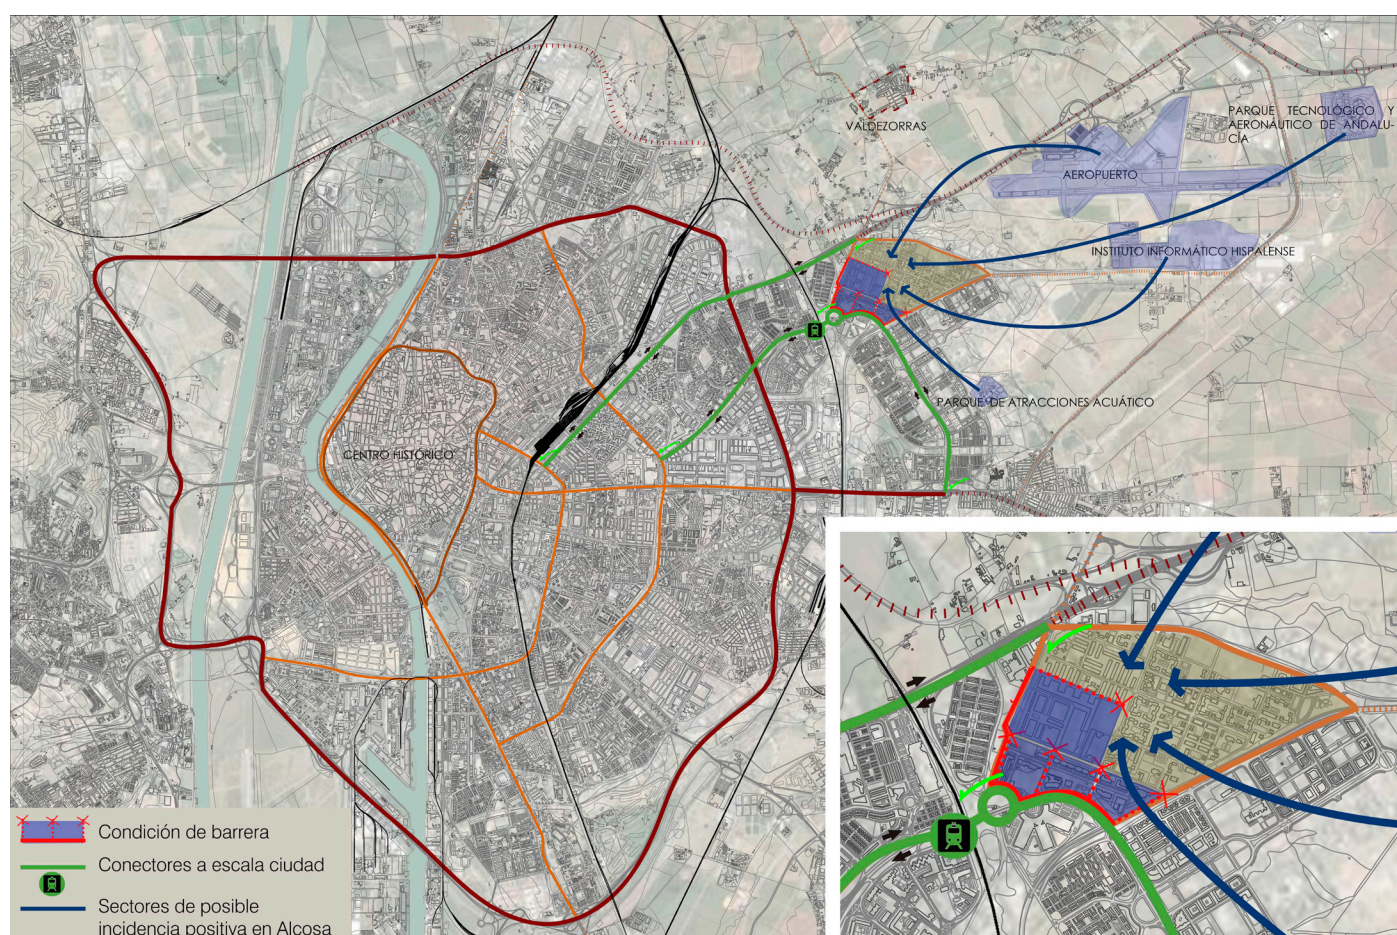 VALDEZORRAS
PARQUE TECNOLÓGICO Y
AERONÁUTICO DE ANDALU-
CÍA
AEROPUERTO
INSTITUTO INFORMÁTICO HISPALENSE
PARQUE DE ATRACCIONES ACUÁTICO
CENTRO HISTÓRICO
Condición de barrera
Conectores a escala ciudad
Sectores de posible
incidencia positiva en Alcosa